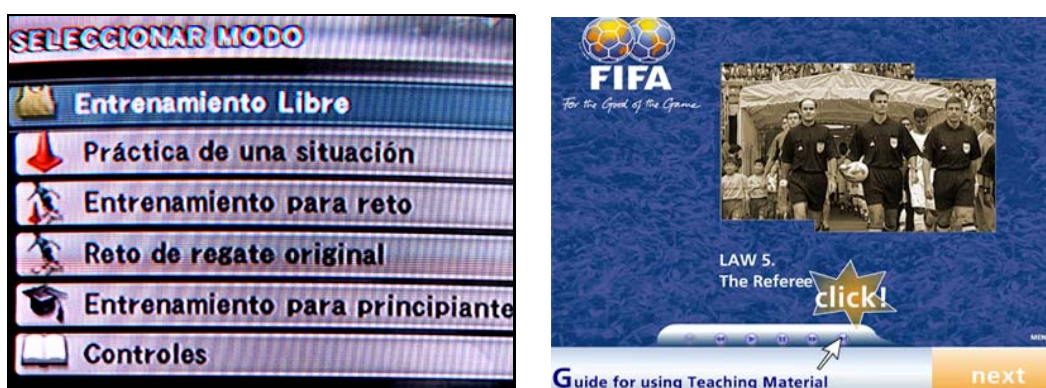 SELECCIONAR MODO
Entrenamiento Libre
Práctica de una situación
Entrenamiento para reto
Reto de regate original
Entrenamiento para principiante
Controles
FIFA
For the Good of the Game
LAW 5.
The Referee
click!
MEN
Guide for using Teaching Material
next